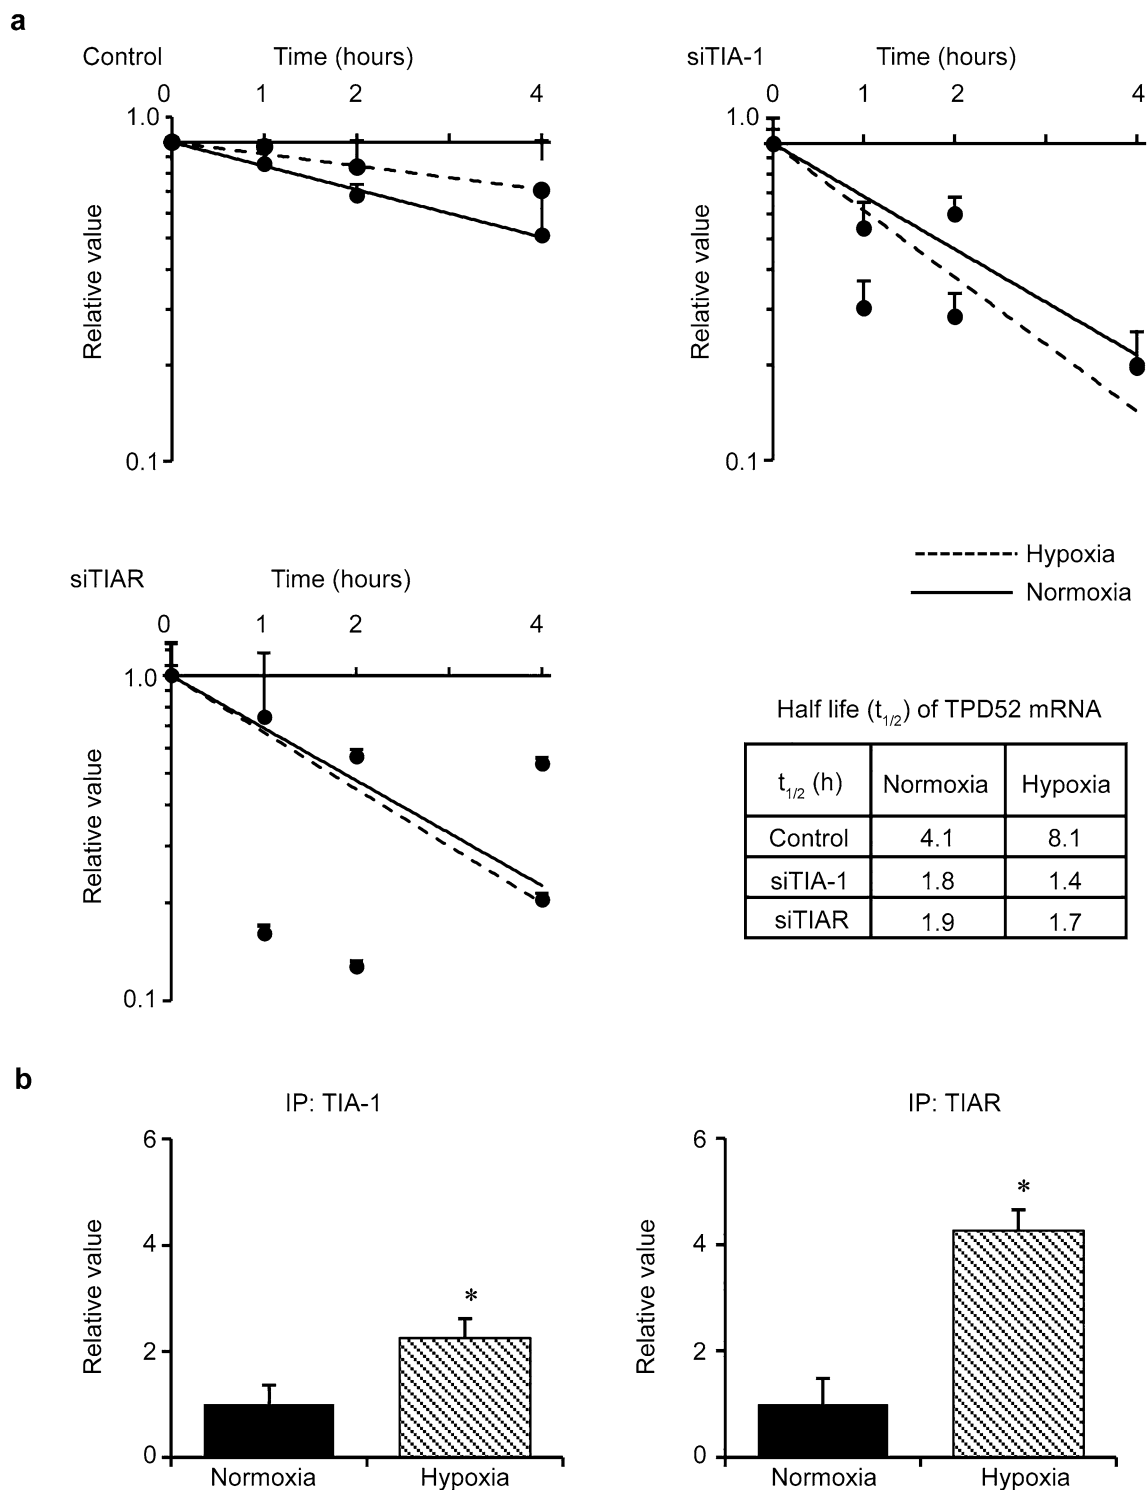 a
Control Time (hours)
0 1 2 4
1.0
Relative value
0.1
siTIA-1 Time (hours)
0 1 2 4
1.0
Relative value
0.1
siTIAR Time (hours)
0 1 2 4
1.0
Relative value
0.1
Hypoxia
Normoxia
Half life (t1/2) of TPD52 mRNA
t1/2 (h) Normoxia Hypoxia
Control 4.1 8.1
siTIA-1 1.8 1.4
siTIAR 1.9 1.7
b
IP: TIA-1
6
4
2
0
Relative value
*
Normoxia Hypoxia
IP: TIAR
6
4
2
0
Relative value
*
Normoxia Hypoxia